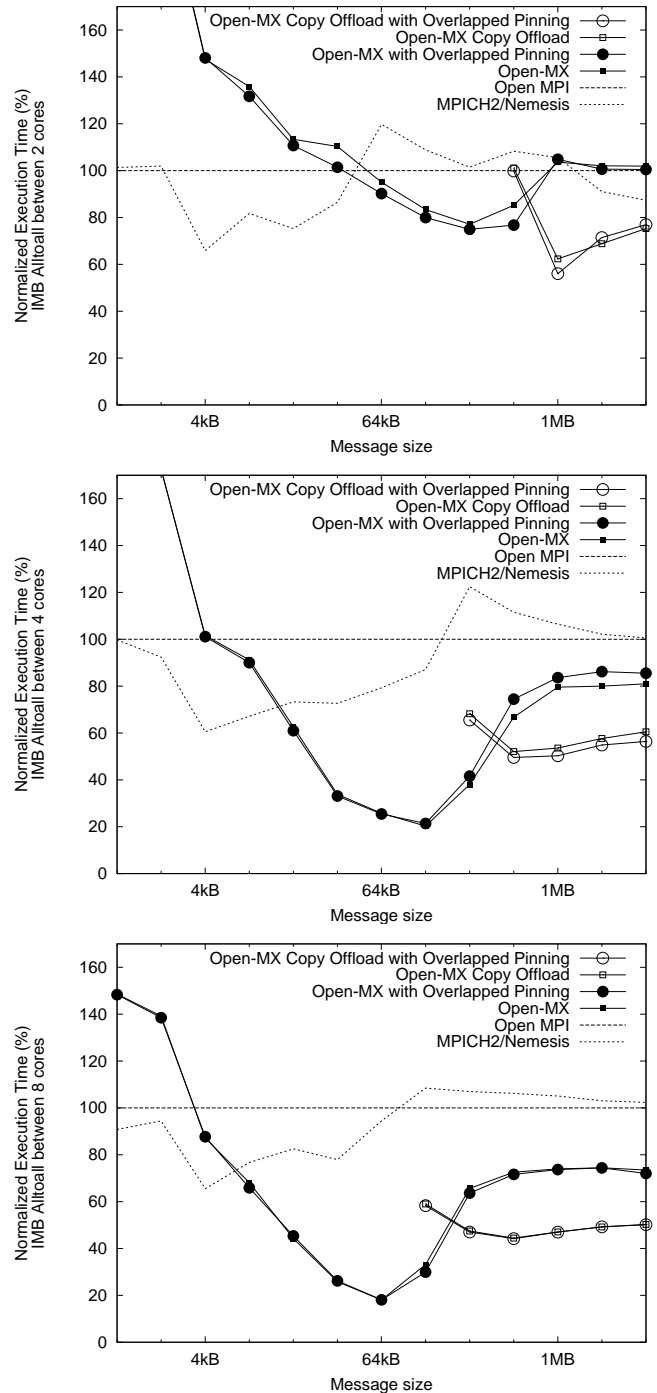 Normalized Execution Time (%)
IMB Alltoall between 2 cores
160
140
120
100
80
60
40
20
0
Open-MX Copy Offload with Overlapped Pinning
Open-MX Copy Offload
Open-MX with Overlapped Pinning
Open-MX
Open MPI
MPICH2/Nemesis
4kB
64kB
1MB
Message size
Normalized Execution Time (%)
IMB Alltoall between 4 cores
160
140
120
100
80
60
40
20
0
Open-MX Copy Offload with Overlapped Pinning
Open-MX Copy Offload
Open-MX with Overlapped Pinning
Open-MX
Open MPI
MPICH2/Nemesis
4kB
64kB
1MB
Message size
Normalized Execution Time (%)
IMB Alltoall between 8 cores
160
140
120
100
80
60
40
20
0
Open-MX Copy Offload with Overlapped Pinning
Open-MX Copy Offload
Open-MX with Overlapped Pinning
Open-MX
Open MPI
MPICH2/Nemesis
4kB
64kB
1MB
Message size